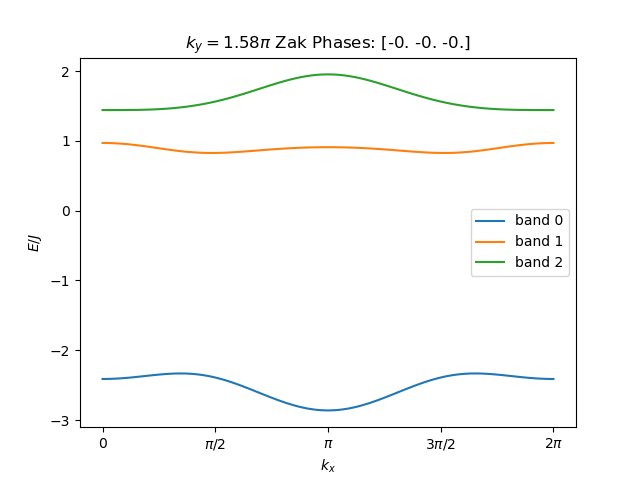 $k_y = 1.58\pi$ Zak Phases: [-0. -0. -0.]
2
1
0
−1
−2
−3
E/J
band 0
band 1
band 2
0
π/2
π
3π/2
2π
$k_x$